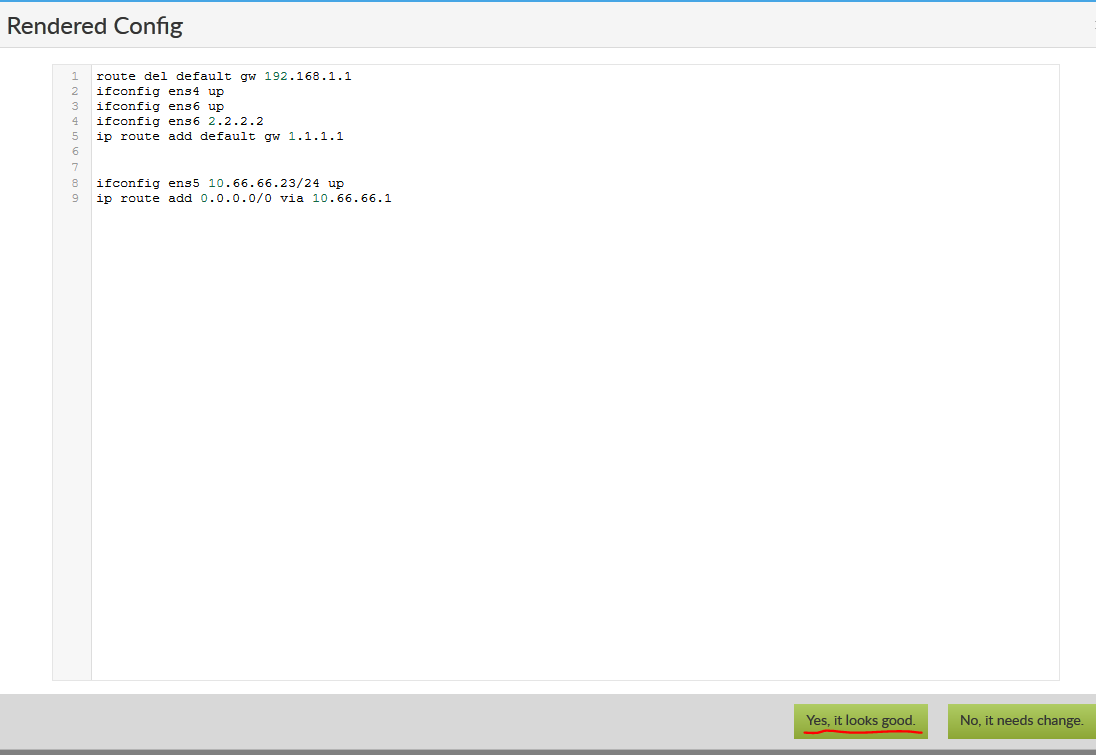 Rendered Config
1 route del default gw 192.168.1.1
2 ifconfig ens4 up
3 ifconfig ens6 up
4 ifconfig ens6 2.2.2.2
5 ip route add default gw 1.1.1.1
6
7
8 ifconfig ens5 10.66.66.23/24 up
9 ip route add 0.0.0.0/0 via 10.66.66.1
Yes, it looks good. No, it needs change.